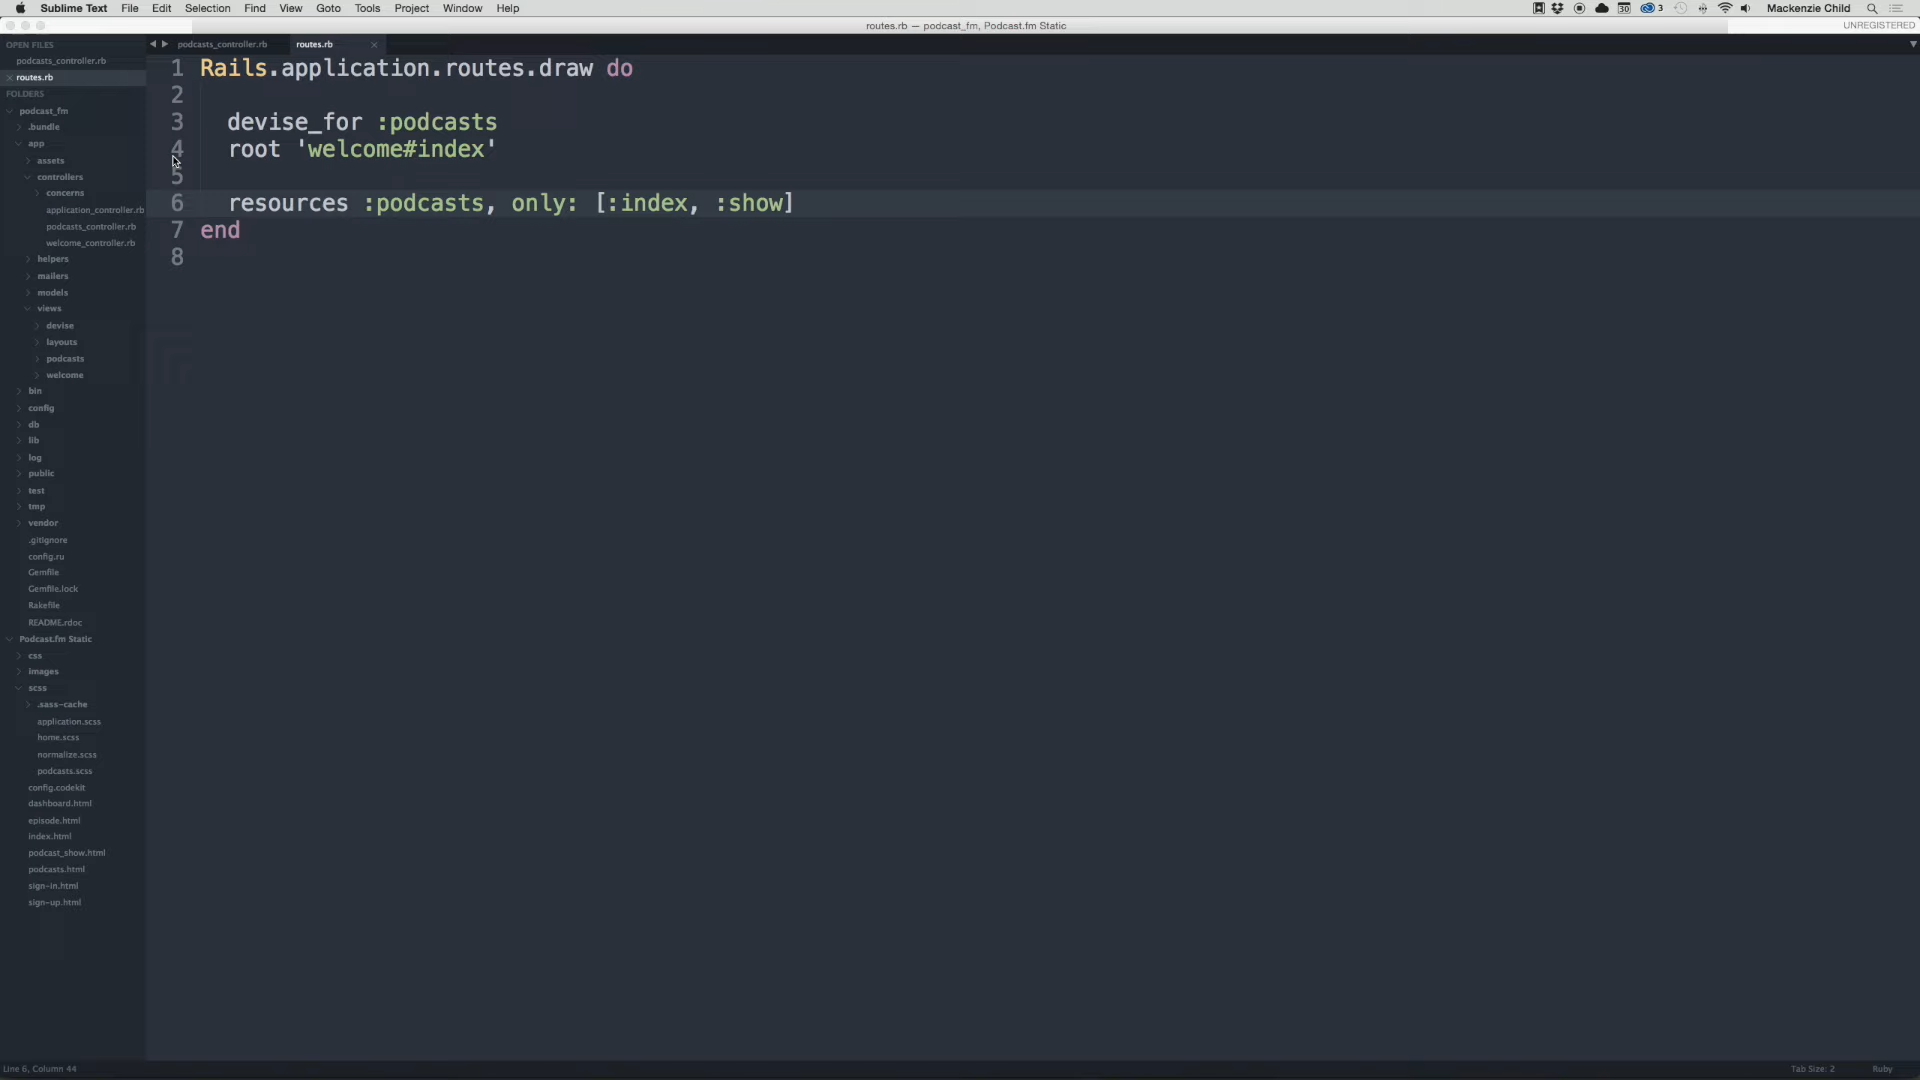 Sublime Text File Edit Selection Find View Goto Tools Project Window Help 30 3 Mackenzie Child
routes.rb — podcast_fm, Podcast.fm Static UNREGISTERED
OPEN FILES
podcasts_controller.rb
routes.rb
FOLDERS
podcast_fm
.bundle
app
assets
controllers
concerns
application_controller.rb
podcasts_controller.rb
welcome_controller.rb
helpers
mailers
models
views
devise
layouts
podcasts
welcome
bin
config
db
lib
log
public
test
tmp
vendor
.gitignore
config.ru
Gemfile
Gemfile.lock
Rakefile
README.rdoc
Podcast.fm Static
css
images
scss
.sass-cache
application.scss
home.scss
normalize.scss
podcasts.scss
config.codekit
dashboard.html
episode.html
index.html
podcast_show.html
podcasts.html
sign-in.html
sign-up.html
podcasts_controller.rb routes.rb
1 Rails.application.routes.draw do
2
3 devise_for :podcasts
4 root 'welcome#index'
5
6 resources :podcasts, only: [:index, :show]
7 end
8
Line 6, Column 44 Tab Size: 2 Ruby